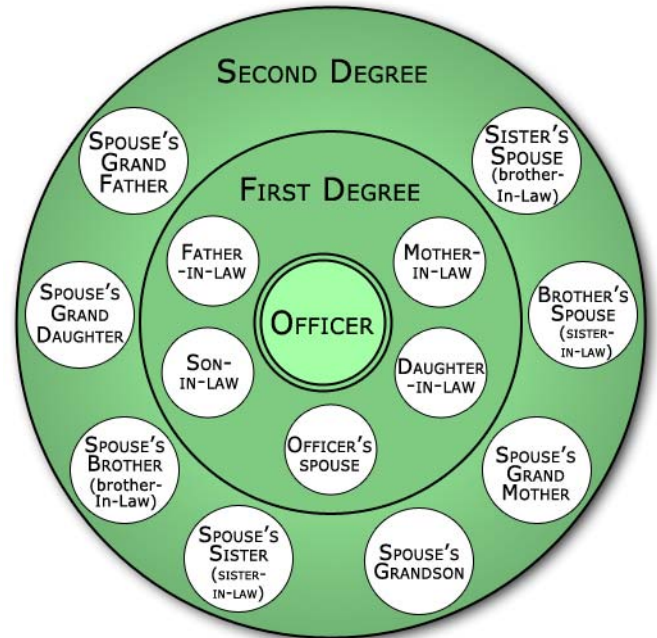 SECOND DEGREE
SPOUSE'S
GRAND
FATHER
SISTER'S
SPOUSE
(brother-
In-Law)
FIRST DEGREE
FATHER
-IN-LAW
MOTHER-
IN-LAW
SPOUSE'S
GRAND
DAUGHTER
OFFICER
BROTHER'S
SPOUSE
(SISTER-
IN-LAW)
SON-
IN-LAW
DAUGHTER
-IN-LAW
OFFICER'S
SPOUSE
SPOUSE'S
BROTHER
(brother-
In-Law)
SPOUSE'S
GRAND
MOTHER
SPOUSE'S
SISTER
(SISTER-
IN-LAW)
SPOUSE'S
GRANDSON